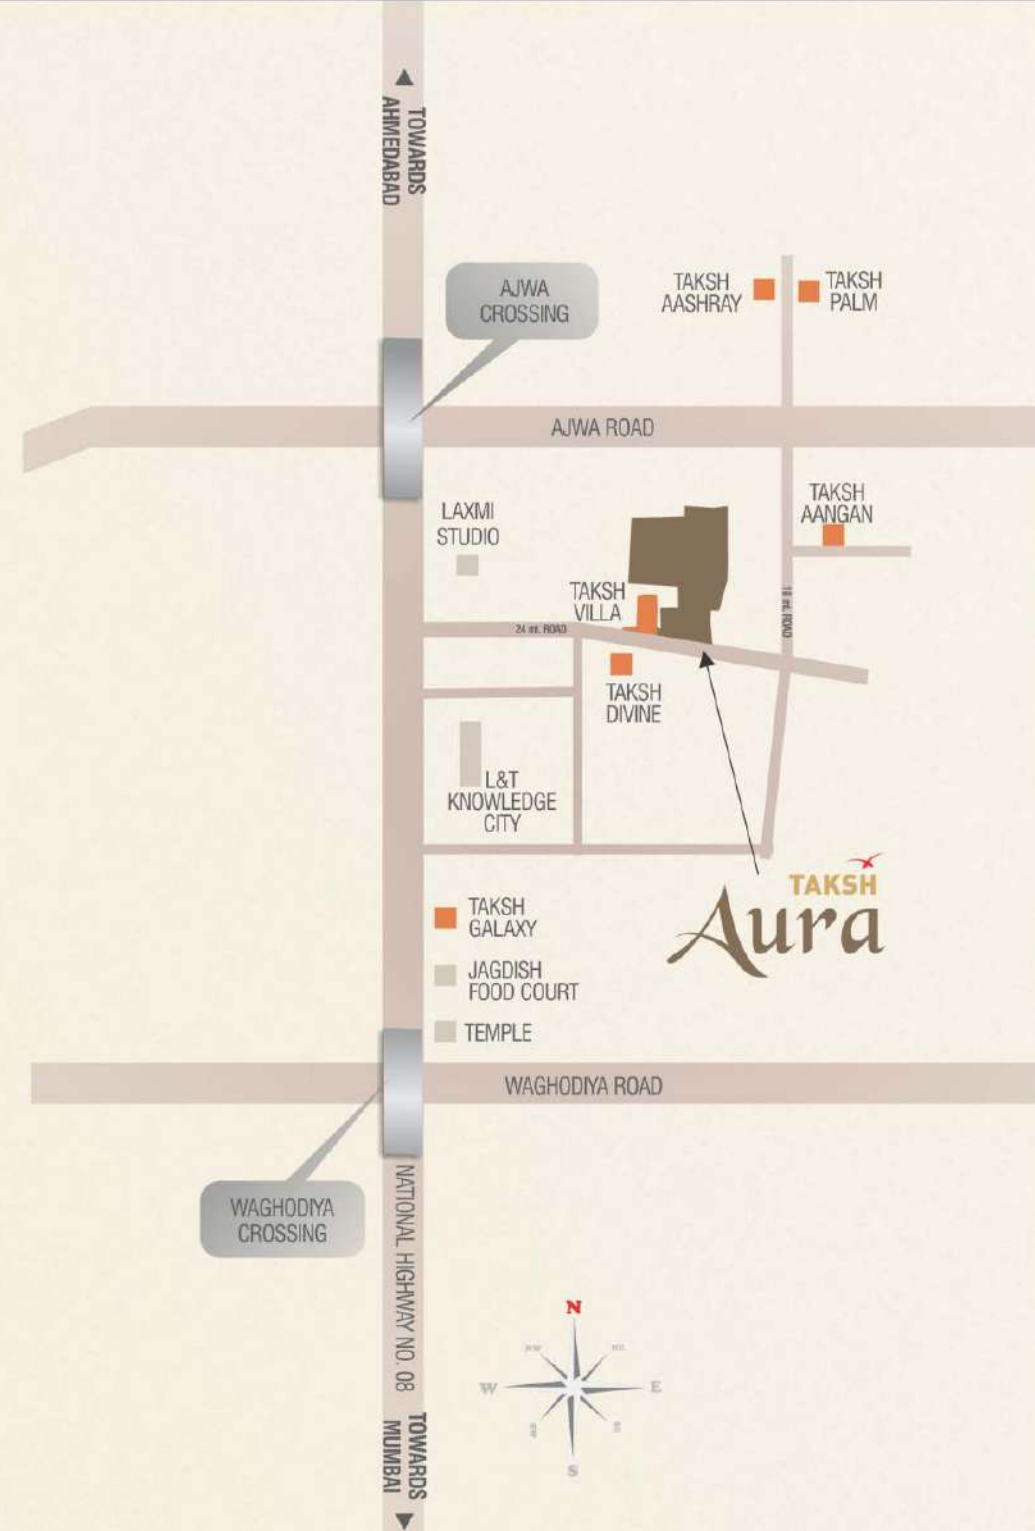 TOWARDS
AHMEDABAD
AJWA
CROSSING
TAKSH
AASHRAY
TAKSH
PALM
AJWA ROAD
LAXMI
STUDIO
TAKSH
AANGAN
TAKSH
VILLA
24 mt. ROAD
18 mt. ROAD
TAKSH
DIVINE
L&T
KNOWLEDGE
CITY
TAKSH
Aura
TAKSH
GALAXY
JAGDISH
FOOD COURT
TEMPLE
WAGHODIYA ROAD
WAGHODIYA
CROSSING
NATIONAL HIGHWAY NO. 08
N
NW
NE
W
E
S
TOWARDS
MUMBAI